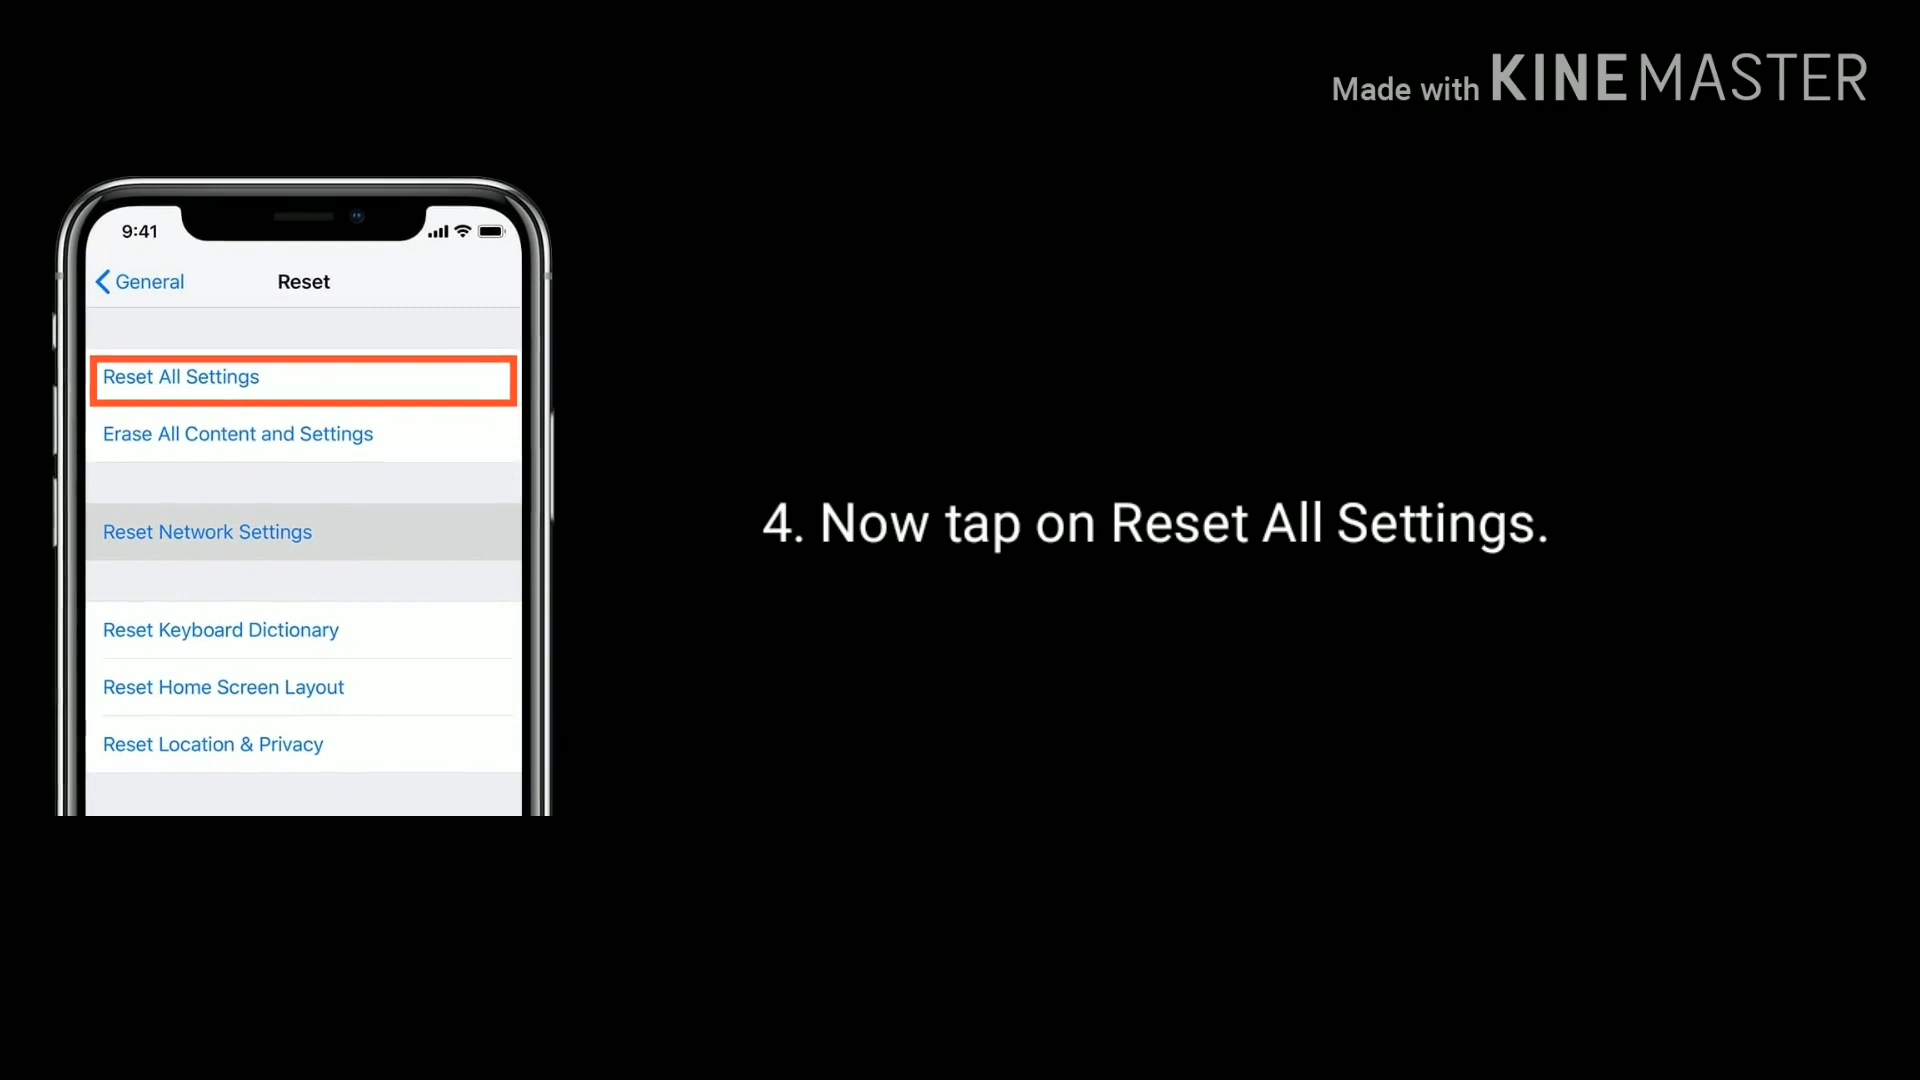 Made with KINEMASTER
9:41
General
Reset
Reset All Settings
Erase All Content and Settings
Reset Network Settings
Reset Keyboard Dictionary
Reset Home Screen Layout
Reset Location & Privacy
4. Now tap on Reset All Settings.